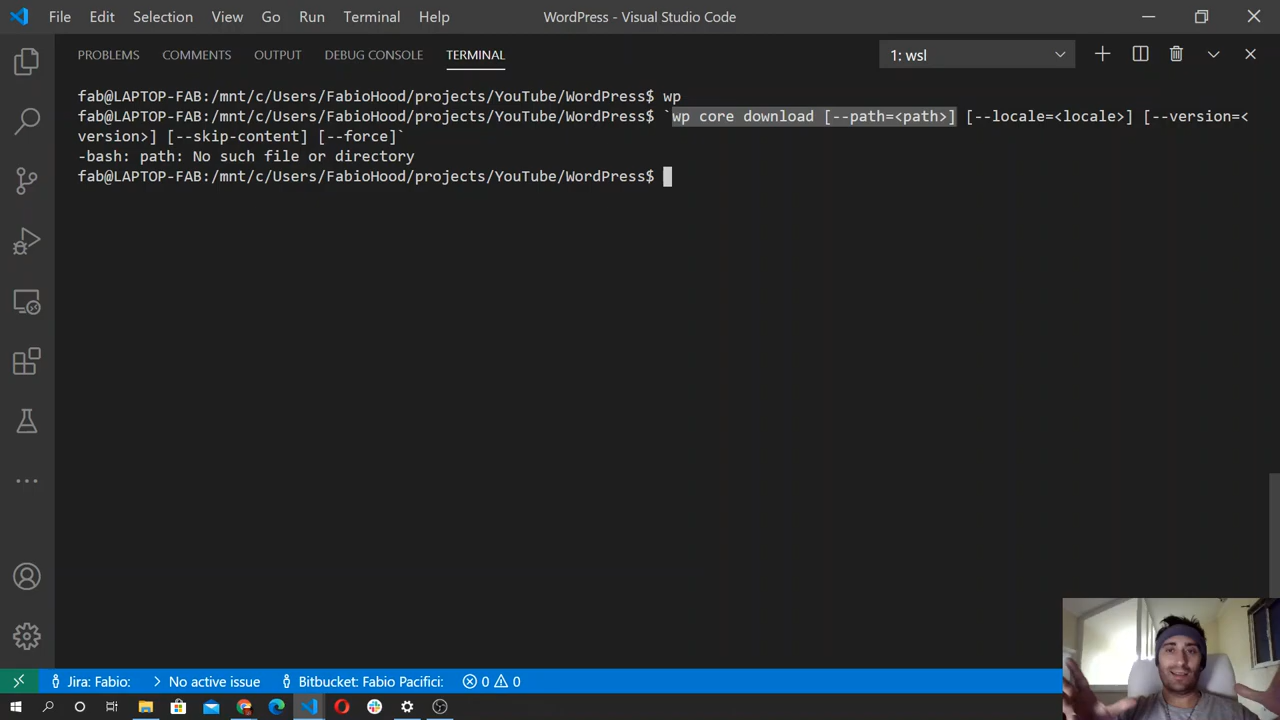 File Edit Selection View Go Run Terminal Help WordPress - Visual Studio Code
PROBLEMS COMMENTS OUTPUT DEBUG CONSOLE TERMINAL 1: wsl
fab@LAPTOP-FAB:/mnt/c/Users/FabioHood/projects/YouTube/WordPress$ wp
fab@LAPTOP-FAB:/mnt/c/Users/FabioHood/projects/YouTube/WordPress$ `wp core download [--path=<path>] [--locale=<locale>] [--version=<
version>] [--skip-content] [--force]`
-bash: path: No such file or directory
fab@LAPTOP-FAB:/mnt/c/Users/FabioHood/projects/YouTube/WordPress$
Jira: Fabio: No active issue Bitbucket: Fabio Pacifici: 0 0